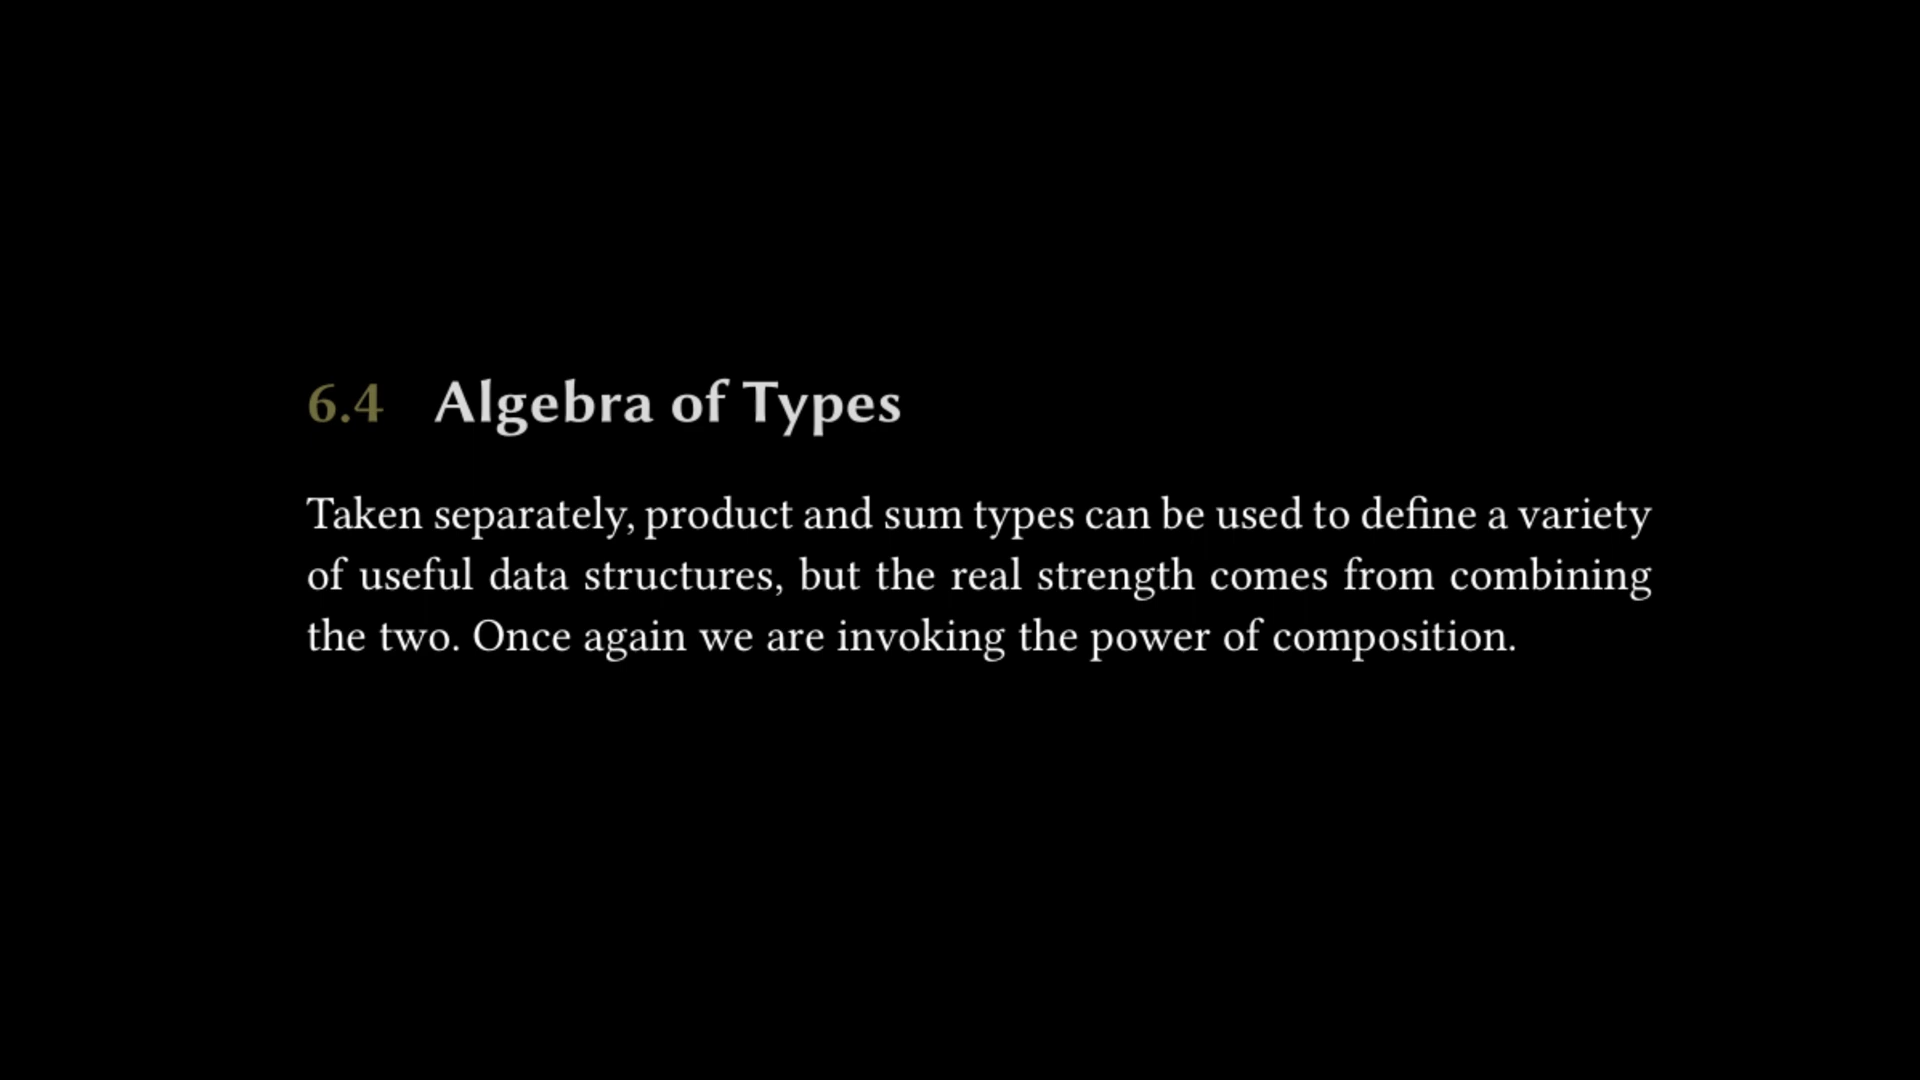 6.4 Algebra of Types
Taken separately, product and sum types can be used to define a variety
of useful data structures, but the real strength comes from combining
the two. Once again we are invoking the power of composition.